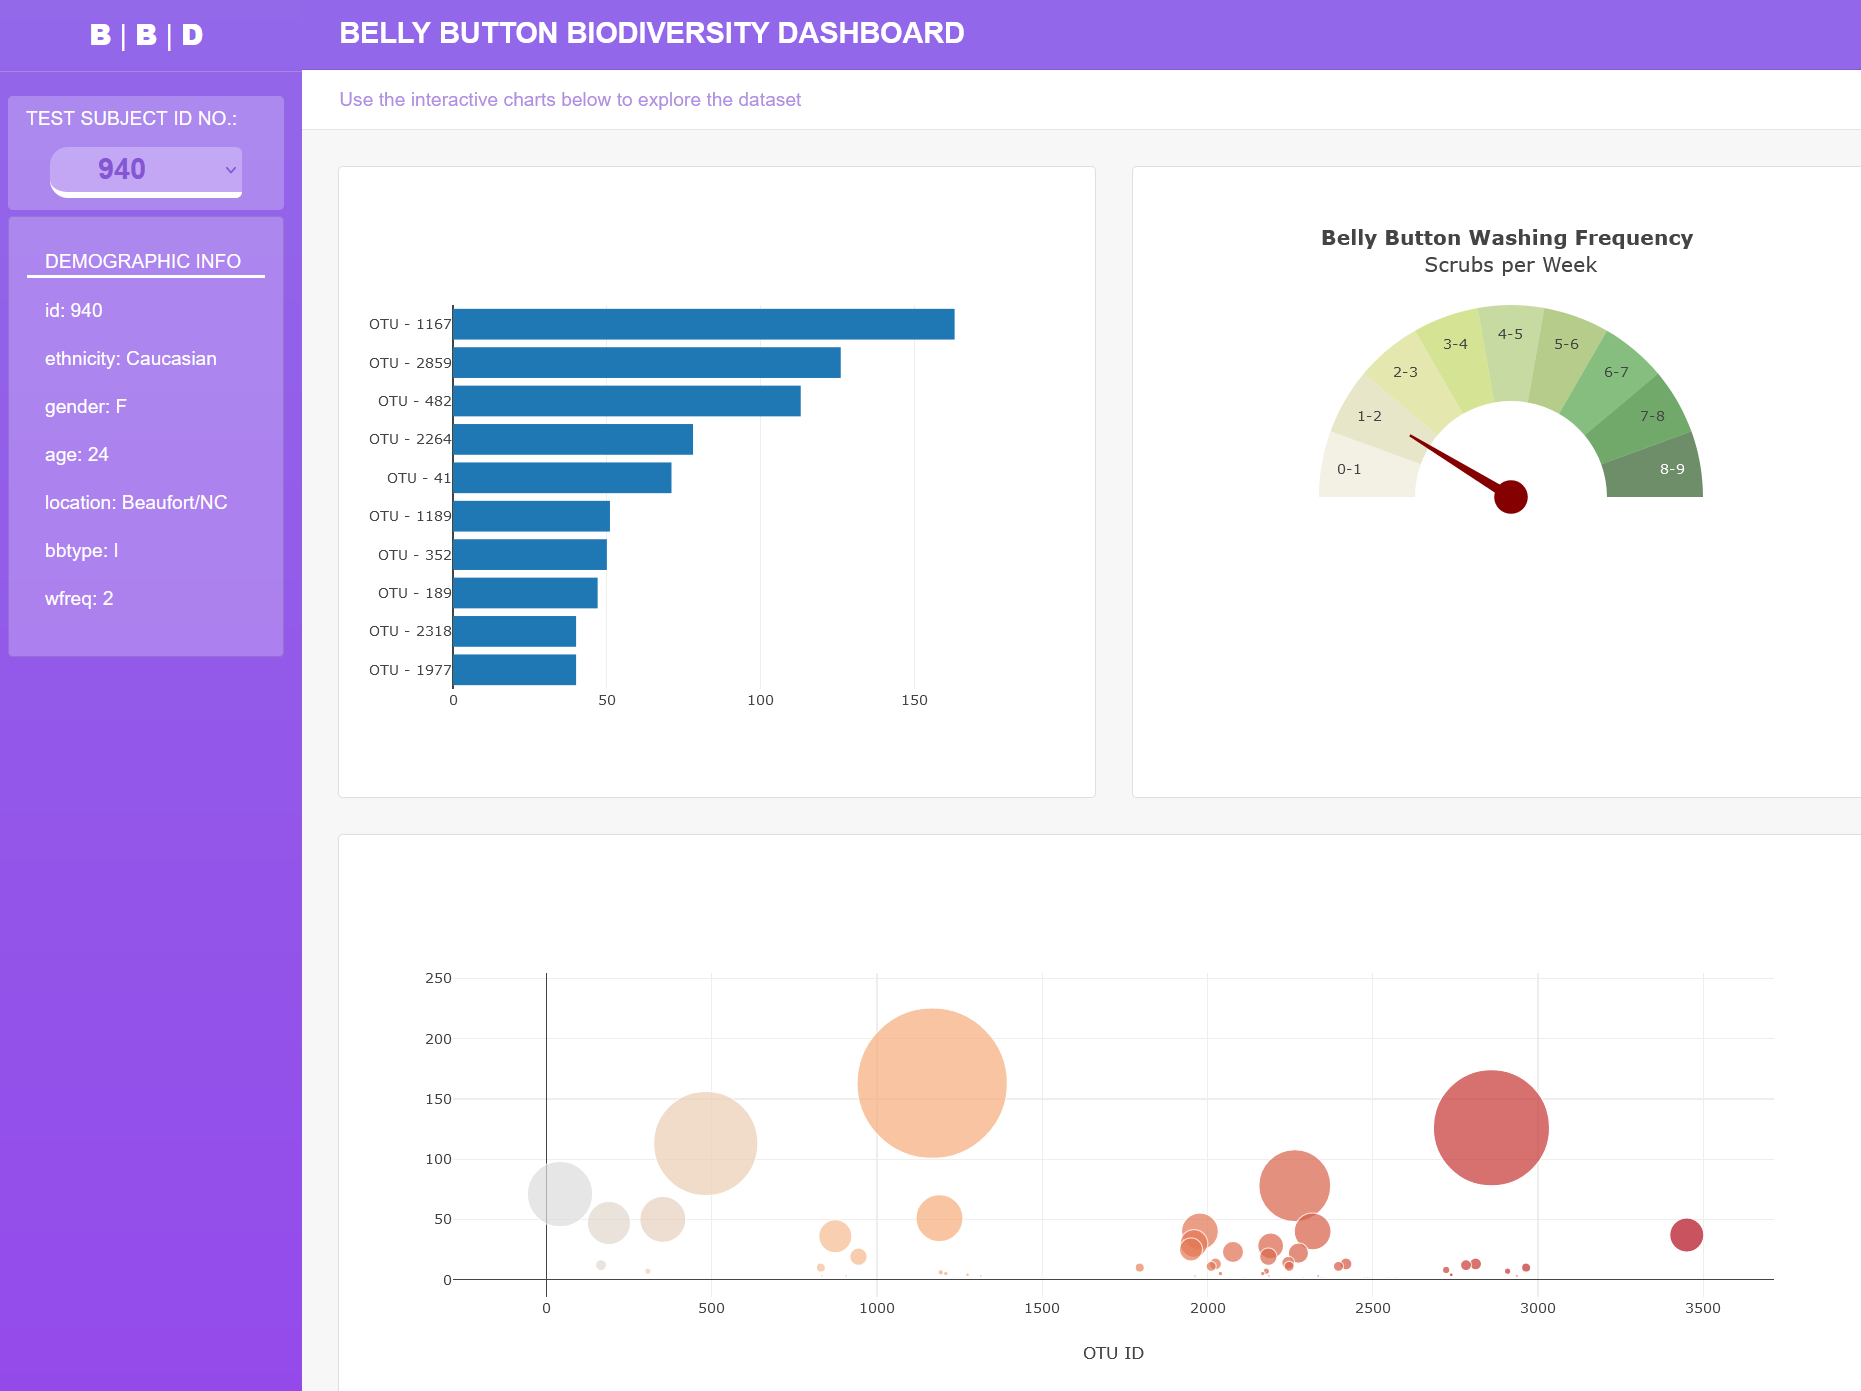 B | B | D
BELLY BUTTON BIODIVERSITY DASHBOARD
Use the interactive charts below to explore the dataset
TEST SUBJECT ID NO.:
940
DEMOGRAPHIC INFO
id: 940
ethnicity: Caucasian
gender: F
age: 24
location: Beaufort/NC
bbtype: I
wfreq: 2
OTU - 1167
OTU - 2859
OTU - 482
OTU - 2264
OTU - 41
OTU - 1189
OTU - 352
OTU - 189
OTU - 2318
OTU - 1977
0 50 100 150
Belly Button Washing Frequency
Scrubs per Week
0-1
1-2
2-3
3-4
4-5
5-6
6-7
7-8
8-9
250
200
150
100
50
0
0 500 1000 1500 2000 2500 3000 3500
OTU ID